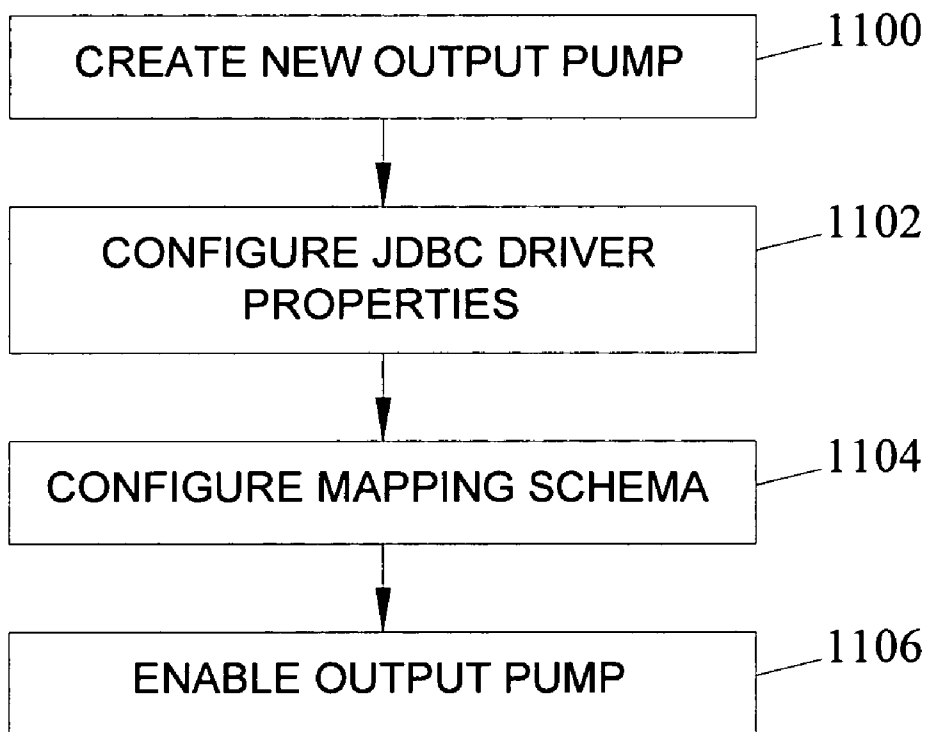 CREATE NEW OUTPUT PUMP
1100
CONFIGURE JDBC DRIVER
PROPERTIES
1102
CONFIGURE MAPPING SCHEMA
1104
ENABLE OUTPUT PUMP
1106